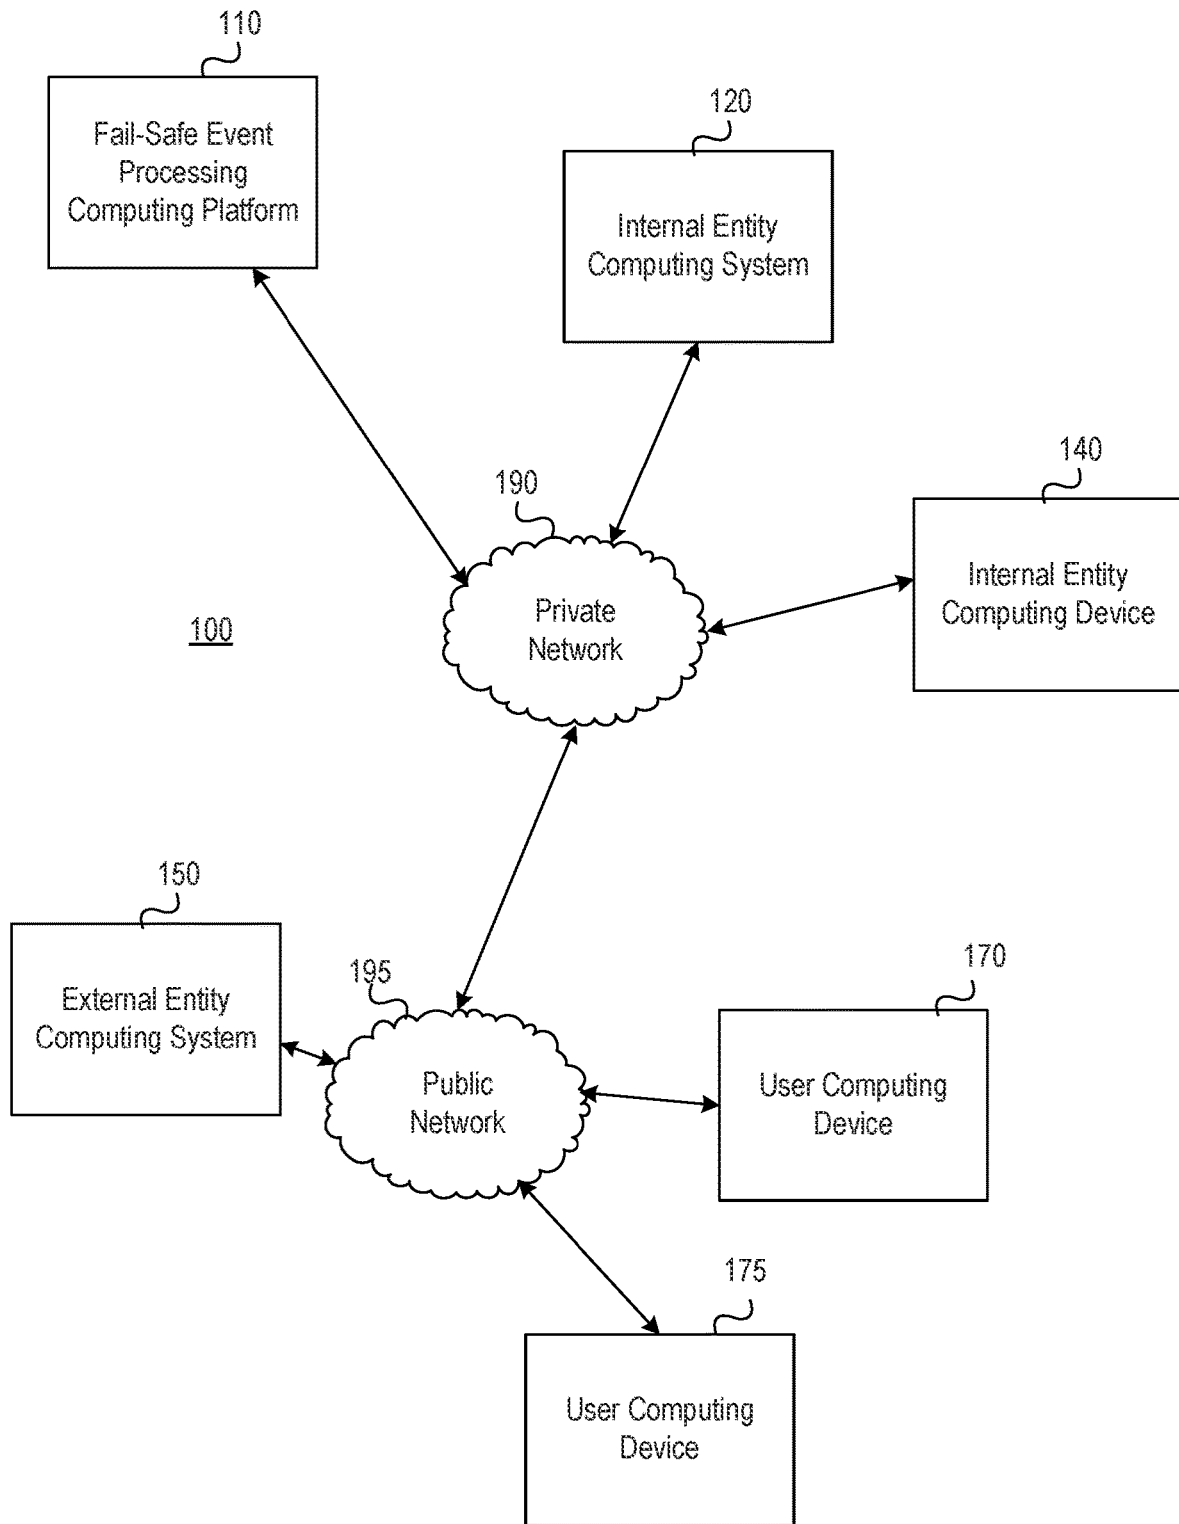 110
Fail-Safe Event
Processing
Computing Platform
120
Internal Entity
Computing System
140
Internal Entity
Computing Device
190
Private
Network
100
150
External Entity
Computing System
195
Public
Network
170
User Computing
Device
175
User Computing
Device